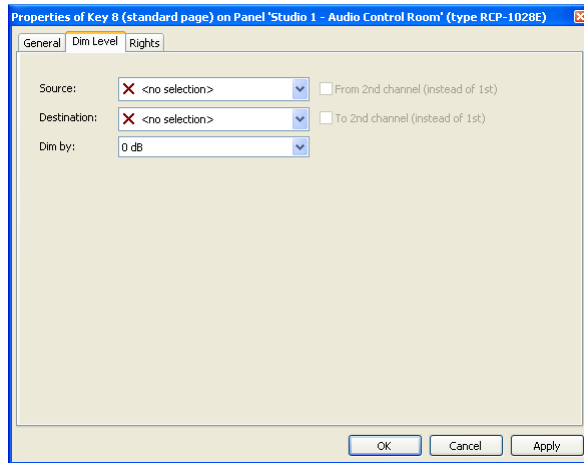 Properties of Key 8 (standard page) on Panel 'Studio 1 - Audio Control Room' (type RCP-1028E)
General Dim Level Rights
Source: <no selection> From 2nd channel (instead of 1st)
Destination: <no selection> To 2nd channel (instead of 1st)
Dim by: 0 dB
OK Cancel Apply